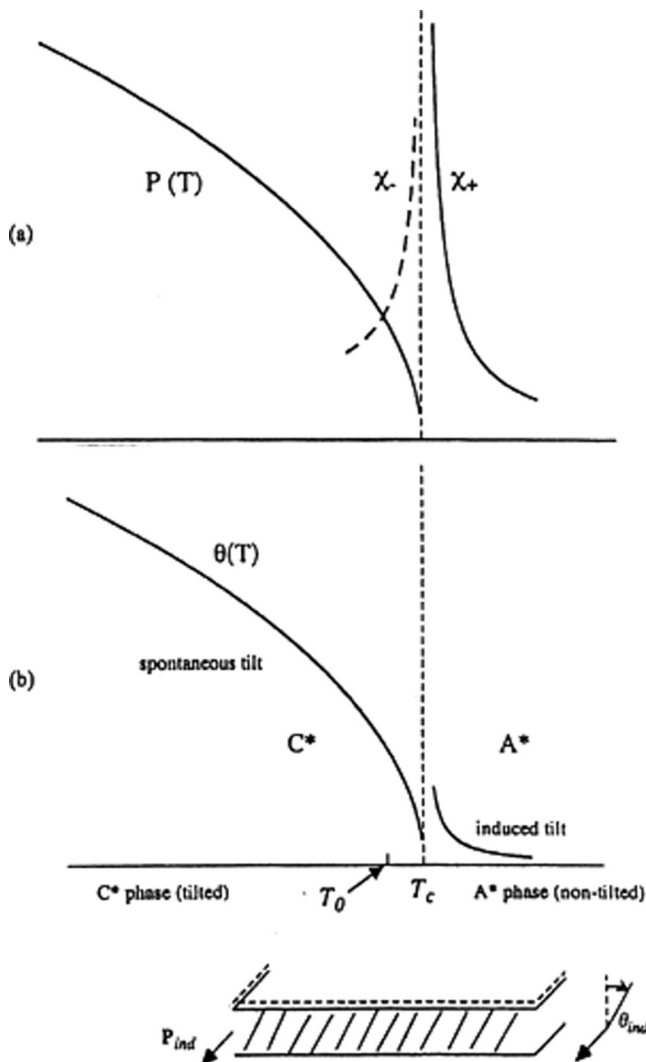 P (T)
χ-
χ+
(a)
θ(T)
spontaneous tilt
(b)
C*
A*
induced tilt
C* phase (tilted)
T0
Tc
A* phase (non-tilted)
Pind
θind